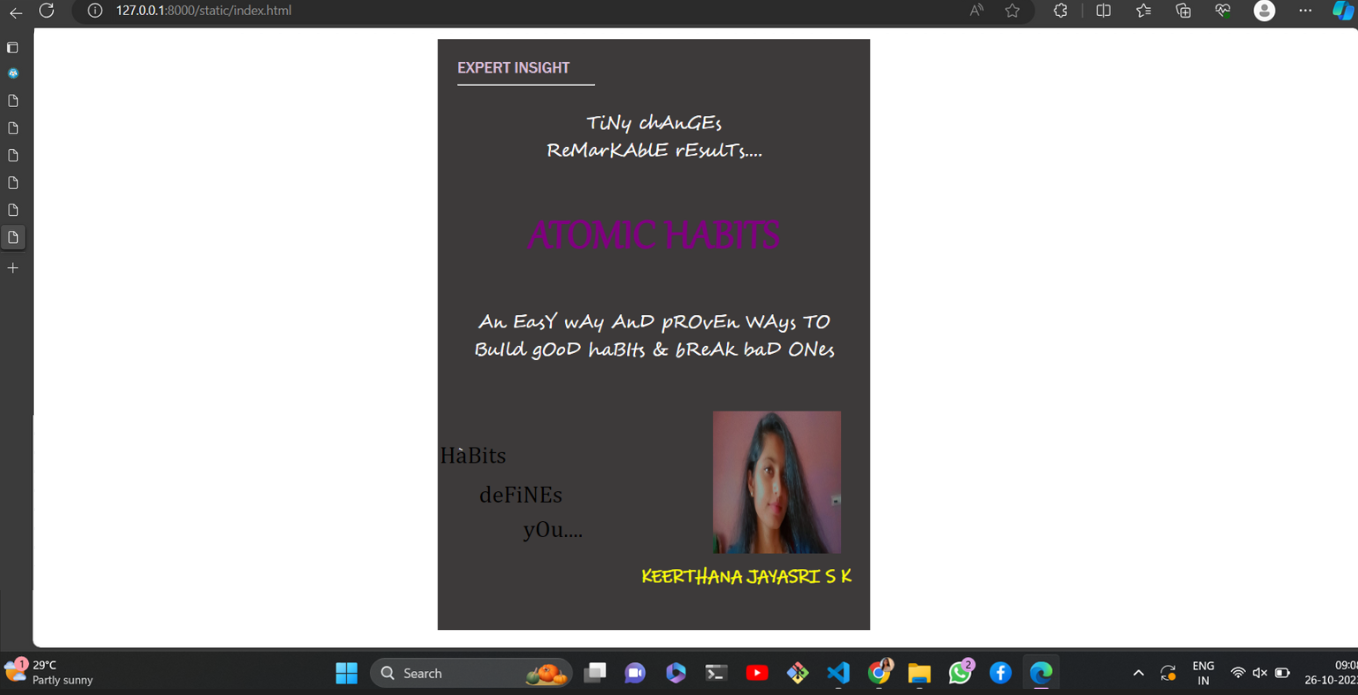 127.0.0.1:8000/static/index.html
EXPERT INSIGHT
TiNy chAnGEs
ReMarKAblE rEsulTs....
ATOMIC HABITS
An EasY wAy AnD pROvEn WAys TO
BuIld gOoD haBIts & bReAk baD ONes
HaBits
deFiNEs
yOu....
KEERTHANA JAYASRI S K
1
29°C
Partly sunny
Search
2
ENG
IN
26-10-202